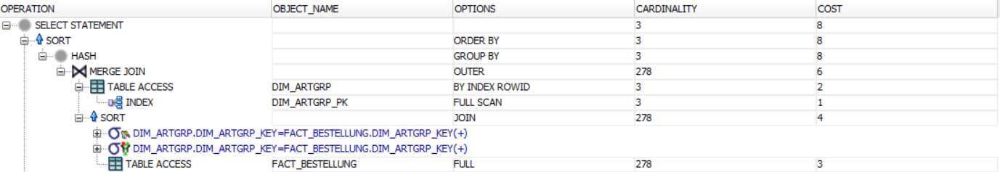 OPERATION OBJECT_NAME OPTIONS CARDINALITY COST
SELECT STATEMENT 3 8
SORT ORDER BY 3 8
HASH GROUP BY 3 8
MERGE JOIN OUTER 278 6
TABLE ACCESS DIM_ARTGRP BY INDEX ROWID 3 2
INDEX DIM_ARTGRP_PK FULL SCAN 3 1
SORT JOIN 278 4
DIM_ARTGRP.DIM_ARTGRP_KEY=FACT_BESTELLUNG.DIM_ARTGRP_KEY(+)
DIM_ARTGRP.DIM_ARTGRP_KEY=FACT_BESTELLUNG.DIM_ARTGRP_KEY(+)
TABLE ACCESS FACT_BESTELLUNG FULL 278 3